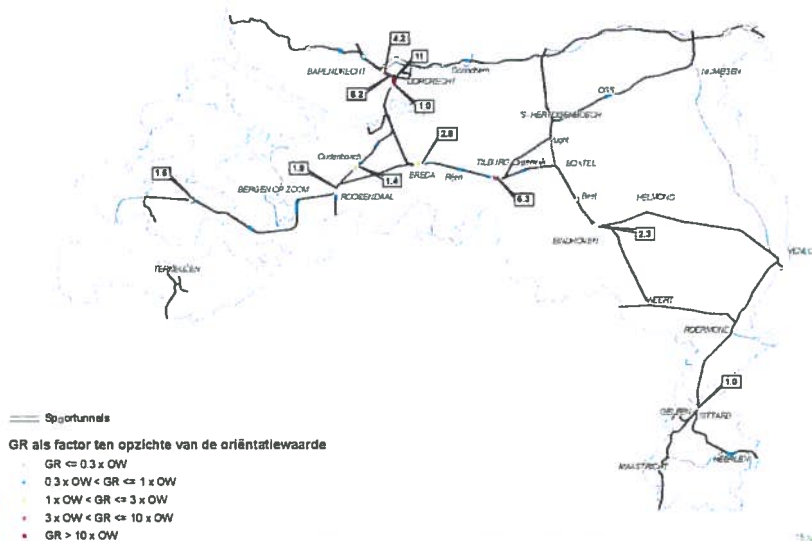 4.2
11
BARENDRECHT
DORDRECHT
Gorinchem
NIJMEGEN
8.2
1.0
OSS
'S-HERTOGENBOSCH
Vught
2.8
Oudenbosch
TILBURG
BOXTEL
1.9
1.6
BREDA
Rijen
1.4
BERGEN OP ZOOM
ROOSENDAAL
6.3
Best
HELMOND
2.3
EINDHOVEN
VENLO
TERNEUZEN
WEERT
ROERMOND
1.0
GELEEN
SITTARD
Spoortunnels
GR als factor ten opzichte van de oriëntatiewaarde
GR <= 0.3 x OW
0.3 x OW < GR <= 1 x OW
1 x OW < GR <= 3 x OW
3 x OW < GR <= 10 x OW
GR > 10 x OW
MAASTRICHT
HEERLEN